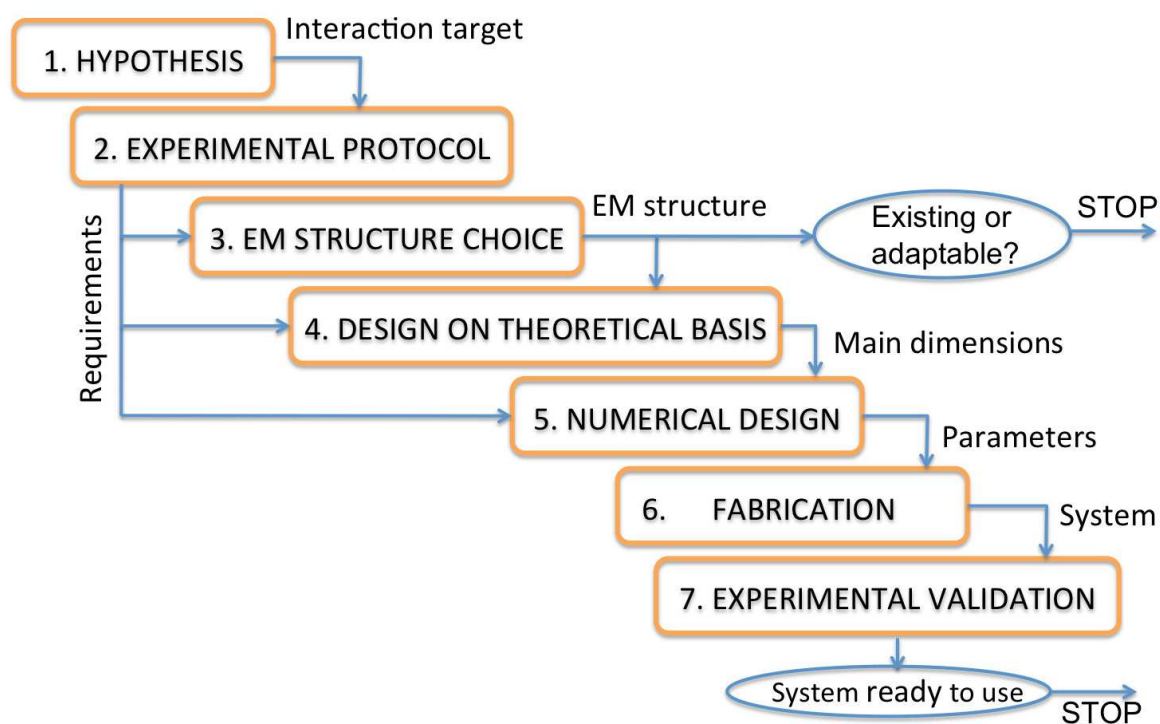 Interaction target
1. HYPOTHESIS
2. EXPERIMENTAL PROTOCOL
Requirements
EM structure
3. EM STRUCTURE CHOICE
Existing or
adaptable?
STOP
4. DESIGN ON THEORETICAL BASIS
Main dimensions
5. NUMERICAL DESIGN
Parameters
6. FABRICATION
System
7. EXPERIMENTAL VALIDATION
System ready to use
STOP